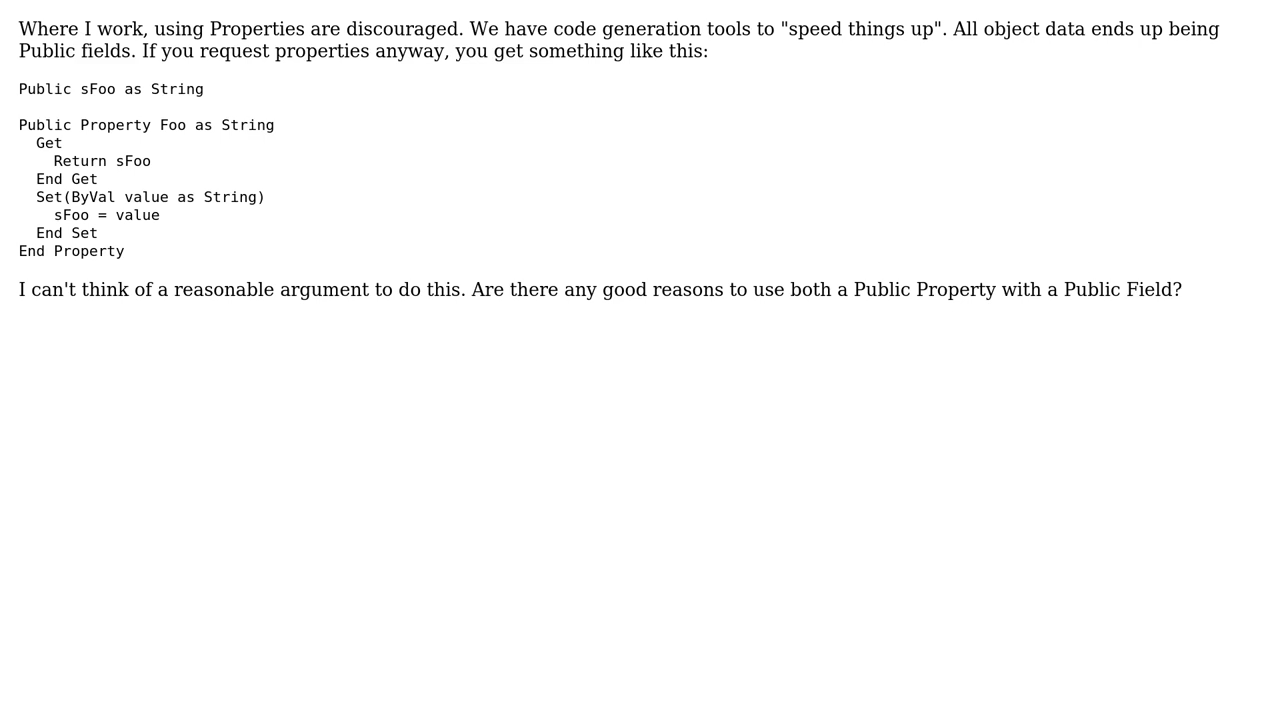 Where I work, using Properties are discouraged. We have code generation tools to "speed things up". All object data ends up being
Public fields. If you request properties anyway, you get something like this:
Public sFoo as String
Public Property Foo as String
  Get
    Return sFoo
  End Get
  Set(ByVal value as String)
    sFoo = value
  End Set
End Property
I can't think of a reasonable argument to do this. Are there any good reasons to use both a Public Property with a Public Field?